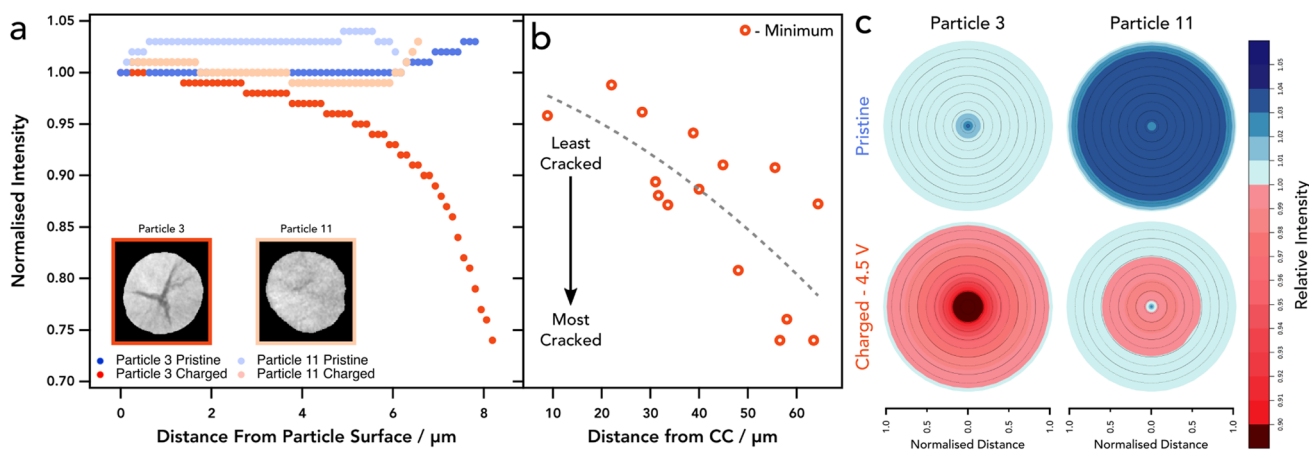 a
1.05
1.00
0.95
0.90
0.85
0.80
0.75
0.70
Normalised Intensity
Particle 3
Particle 11
Particle 3 Pristine
Particle 11 Pristine
Particle 3 Charged
Particle 11 Charged
0
2
4
6
8
Distance From Particle Surface / μm
b
- Minimum
Least
Cracked
Most
Cracked
10
20
30
40
50
60
Distance from CC / μm
c
Particle 3
Particle 11
Pristine
Charged - 4.5 V
1.05
1.04
1.03
1.02
1.01
1.00
0.99
0.98
0.97
0.96
0.95
0.94
0.93
0.92
0.91
0.90
Relative Intensity
1.0
0.5
0.0
0.5
1.0
Normalised Distance
1.0
0.5
0.0
0.5
1.0
Normalised Distance